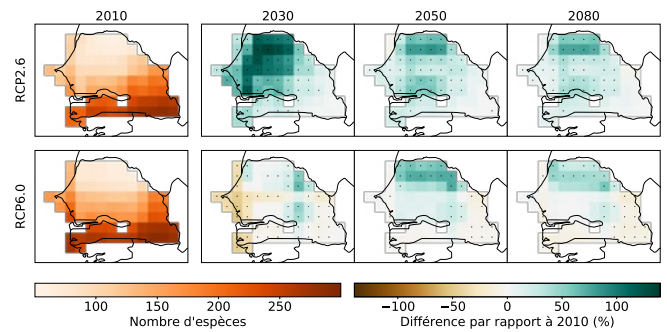 2010 2030 2050 2080
RCP2.6
RCP6.0
100 150 200 250
Nombre d'espèces
−100 −50 0 50 100
Différence par rapport à 2010 (%)